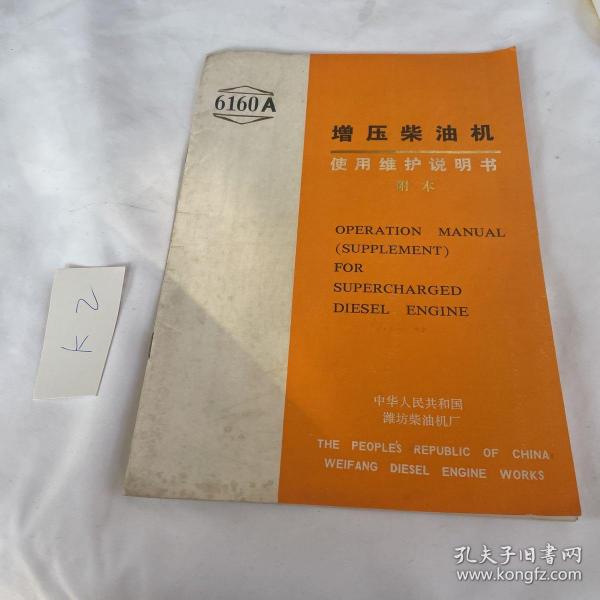 6160A
增压柴油机
使用维护说明书
附本
OPERATION MANUAL
(SUPPLEMENT)
FOR
SUPERCHARGED
DIESEL ENGINE
中华人民共和国
潍坊柴油机厂
THE PEOPLE'S REPUBLIC OF CHINA
WEIFANG DIESEL ENGINE WORKS
K2
孔夫子旧书网
www.kongfz.com